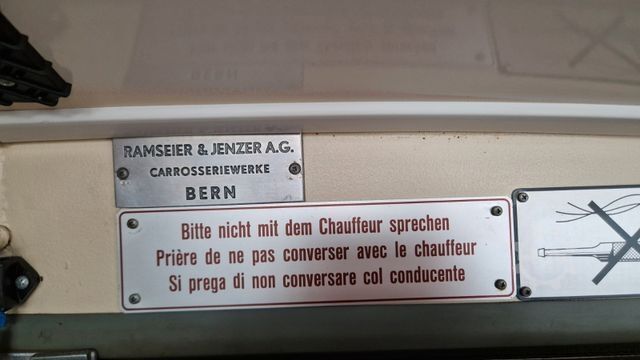 RAMSEIER & JENZER A.G.
CARROSSERIEWERKE
BERN
Bitte nicht mit dem Chauffeur sprechen
Prière de ne pas converser avec le chauffeur
Si prega di non conversare col conducente